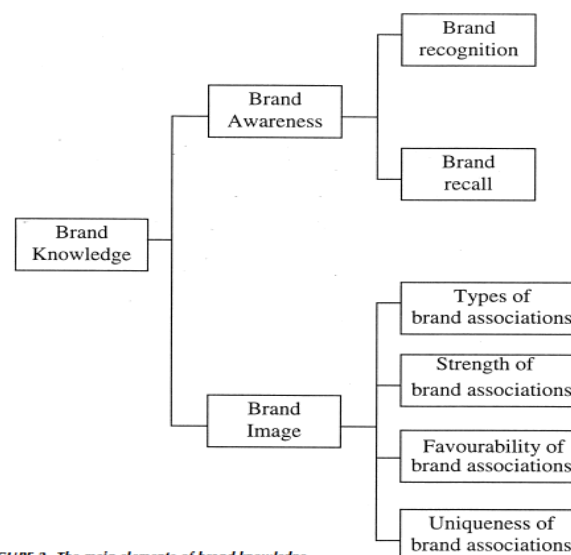 Brand
recognition
Brand
Awareness
Brand
recall
Brand
Knowledge
Types of
brand associations
Strength of
brand associations
Brand
Image
Favourability of
brand associations
Uniqueness of
brand associations